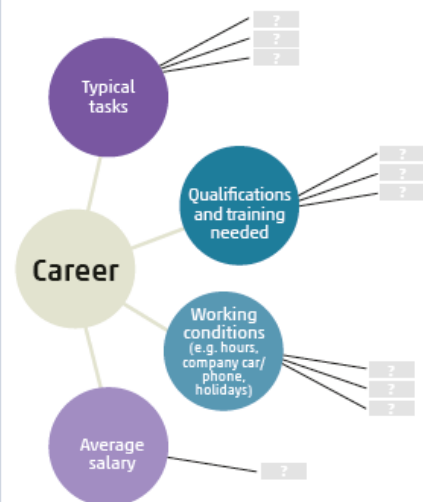 ?
?
?
Typical
tasks
?
?
?
Qualifications
and training
needed
Career
Working
conditions
(e.g. hours,
company car/
phone,
holidays)
?
?
?
Average
salary
?